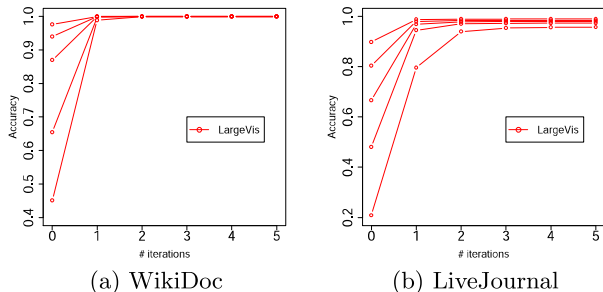 Accuracy
1.0
0.9
0.8
0.7
0.6
0.5
0.4
LargeVis
0 1 2 3 4 5
# iterations
(a) WikiDoc
Accuracy
1.0
0.8
0.6
0.4
0.2
LargeVis
0 1 2 3 4 5
# iterations
(b) LiveJournal